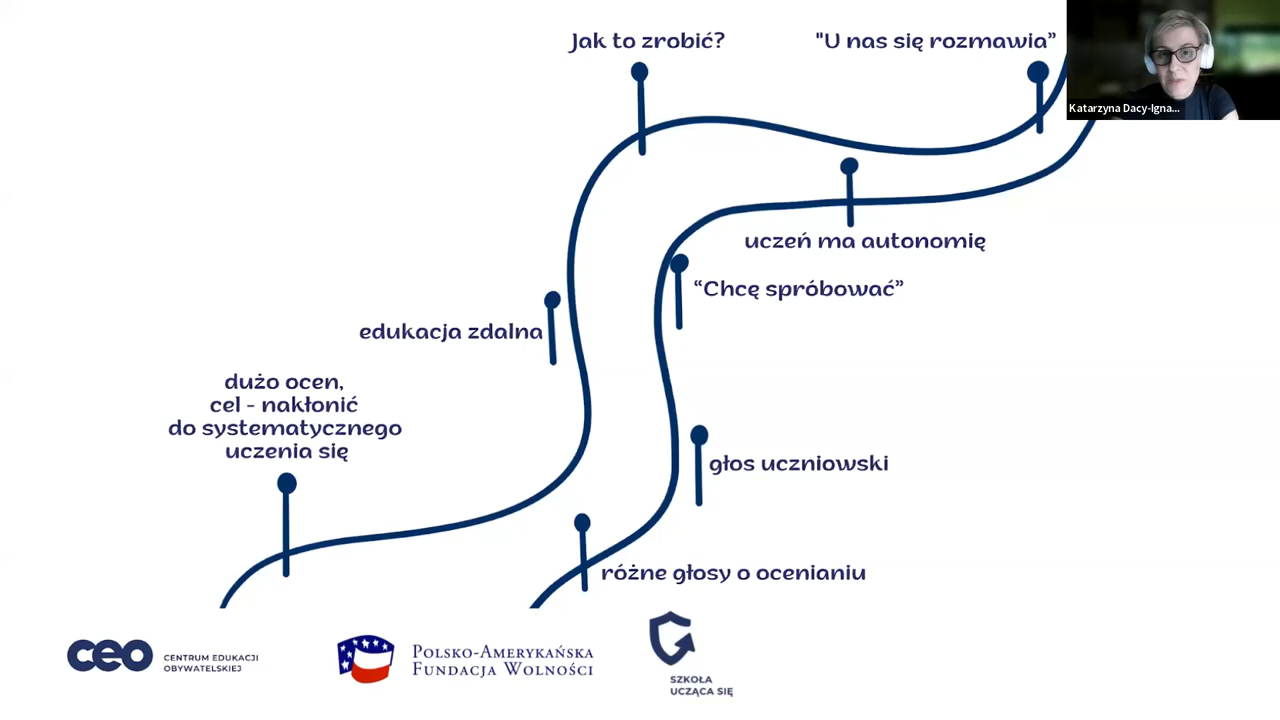 Jak to zrobić?
"U nas się rozmawia”
Katarzyna Dacy-Igna...
uczeń ma autonomię
“Chcę spróbować”
edukacja zdalna
dużo ocen,
cel - nakłonić
do systematycznego
uczenia się
głos uczniowski
różne głosy o ocenianiu
ceo
CENTRUM EDUKACJI
OBYWATELSKIEJ
POLSKO-AMERYKAŃSKA
FUNDACJA WOLNOŚCI
SZKOŁA
UCZĄCA SIĘ